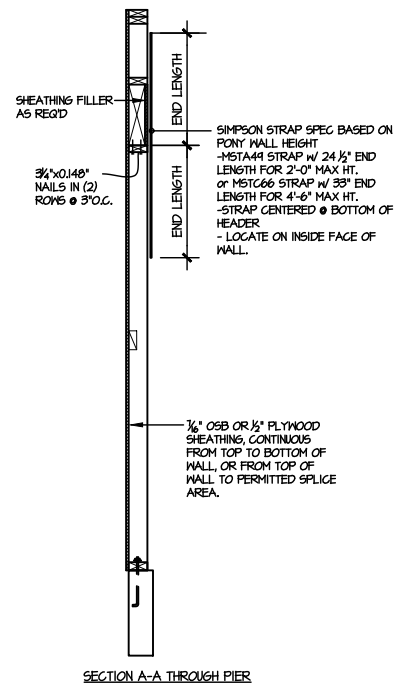 END LENGTH
SHEATHING FILLER
AS REQ'D
SIMPSON STRAP SPEC BASED ON
PONY WALL HEIGHT
-MSTA49 STRAP W/ 24 1/2" END
LENGTH FOR 2'-0" MAX HT.
or MSTC66 STRAP W/ 33" END
LENGTH FOR 4'-6" MAX HT.
-STRAP CENTERED @ BOTTOM OF
HEADER
- LOCATE ON INSIDE FACE OF
WALL.
3 1/4"x0.148"
NAILS IN (2)
ROWS @ 3"O.C.
END LENGTH
7/16" OSB OR 1/2" PLYWOOD
SHEATHING, CONTINUOUS
FROM TOP TO BOTTOM OF
WALL, OR FROM TOP OF
WALL TO PERMITTED SPLICE
AREA.
SECTION A-A THROUGH PIER